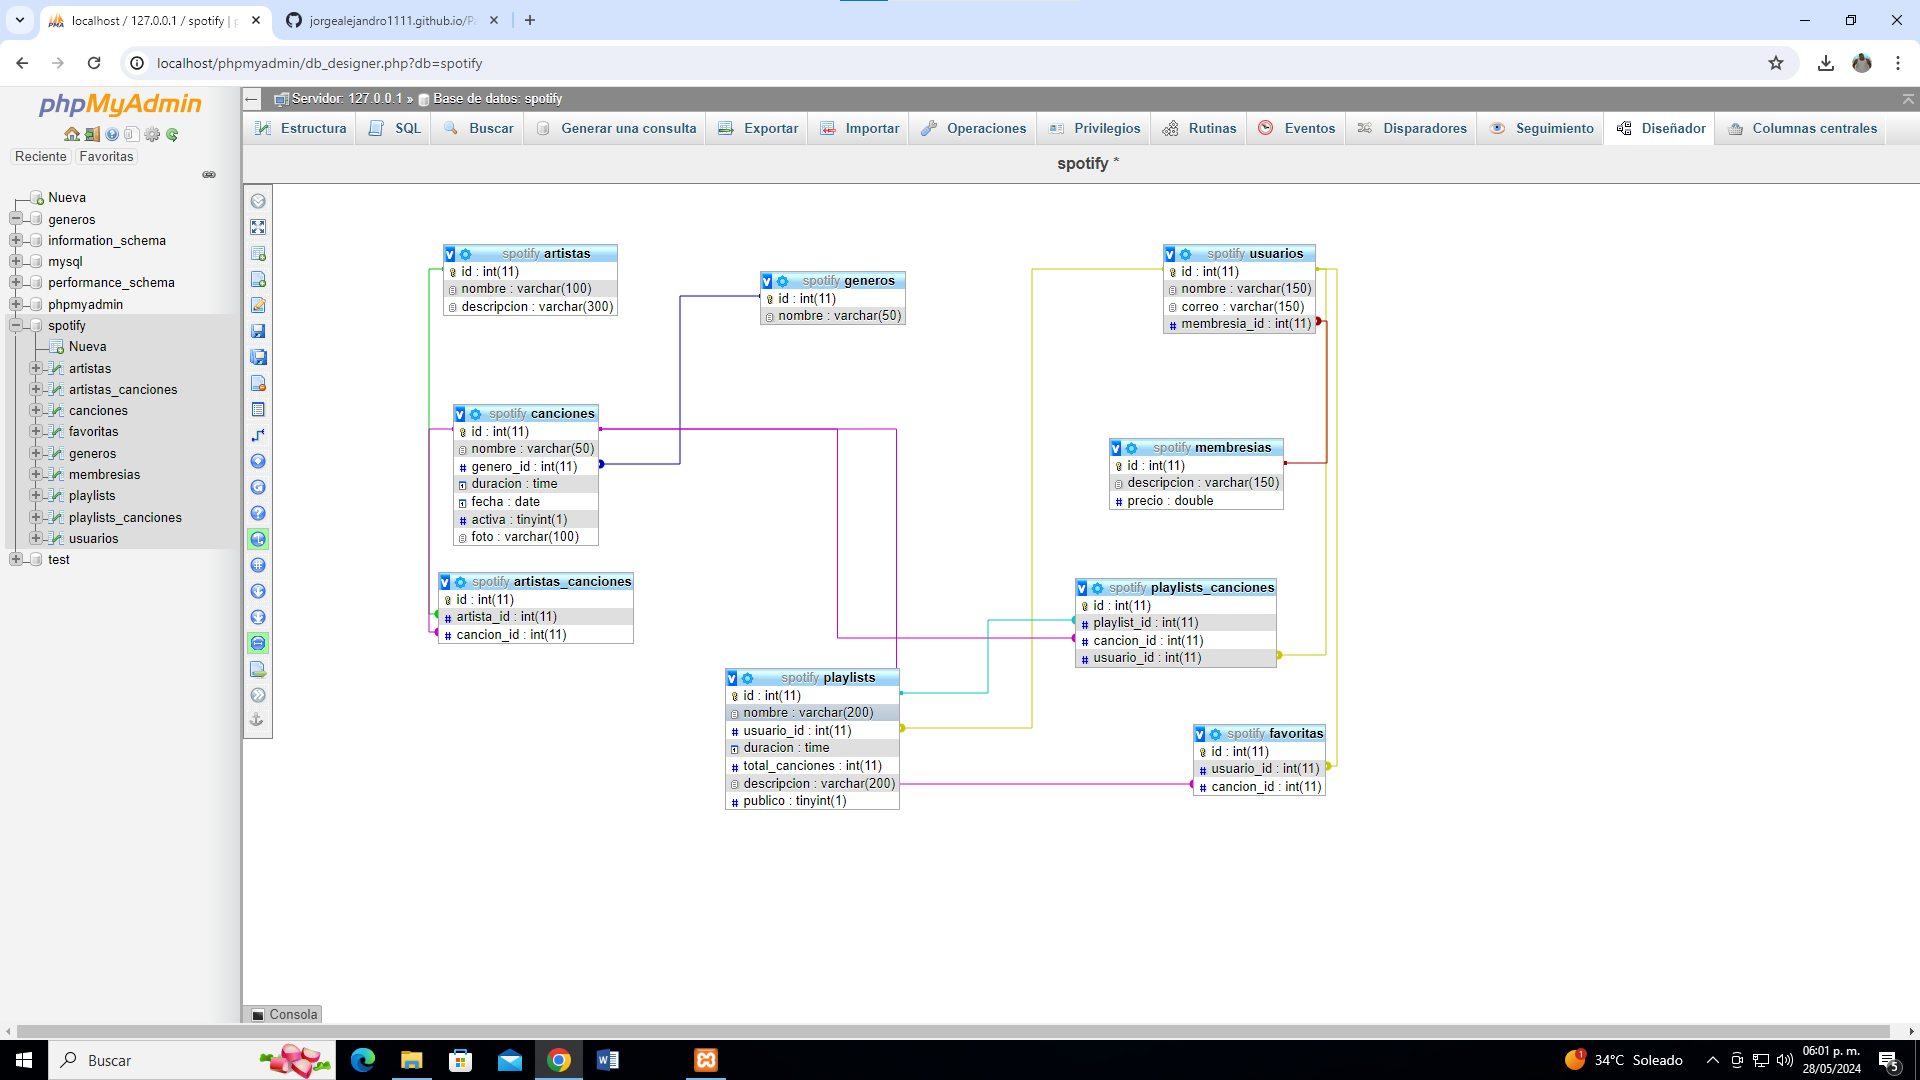 localhost / 127.0.0.1 / spotify | p
jorgealejandro1111.github.io/Pa
localhost/phpmyadmin/db_designer.php?db=spotify
phpMyAdmin
Reciente
Favoritas
Nueva
generos
information_schema
mysql
performance_schema
phpmyadmin
spotify
Nueva
artistas
artistas_canciones
canciones
favoritas
generos
membresias
playlists
playlists_canciones
usuarios
test
Servidor: 127.0.0.1 » Base de datos: spotify
Estructura
SQL
Buscar
Generar una consulta
Exportar
Importar
Operaciones
Privilegios
Rutinas
Eventos
Disparadores
Seguimiento
Diseñador
Columnas centrales
spotify *
spotify artistas
id : int(11)
nombre : varchar(100)
descripcion : varchar(300)
spotify generos
id : int(11)
nombre : varchar(50)
spotify usuarios
id : int(11)
nombre : varchar(150)
correo : varchar(150)
membresia_id : int(11)
spotify canciones
id : int(11)
nombre : varchar(50)
genero_id : int(11)
duracion : time
fecha : date
activa : tinyint(1)
foto : varchar(100)
spotify membresias
id : int(11)
descripcion : varchar(150)
precio : double
spotify artistas_canciones
id : int(11)
artista_id : int(11)
cancion_id : int(11)
spotify playlists_canciones
id : int(11)
playlist_id : int(11)
cancion_id : int(11)
usuario_id : int(11)
spotify playlists
id : int(11)
nombre : varchar(200)
usuario_id : int(11)
duracion : time
total_canciones : int(11)
descripcion : varchar(200)
publico : tinyint(1)
spotify favoritas
id : int(11)
usuario_id : int(11)
cancion_id : int(11)
Consola
Buscar
34°C Soleado
06:01 p. m.
28/05/2024
5